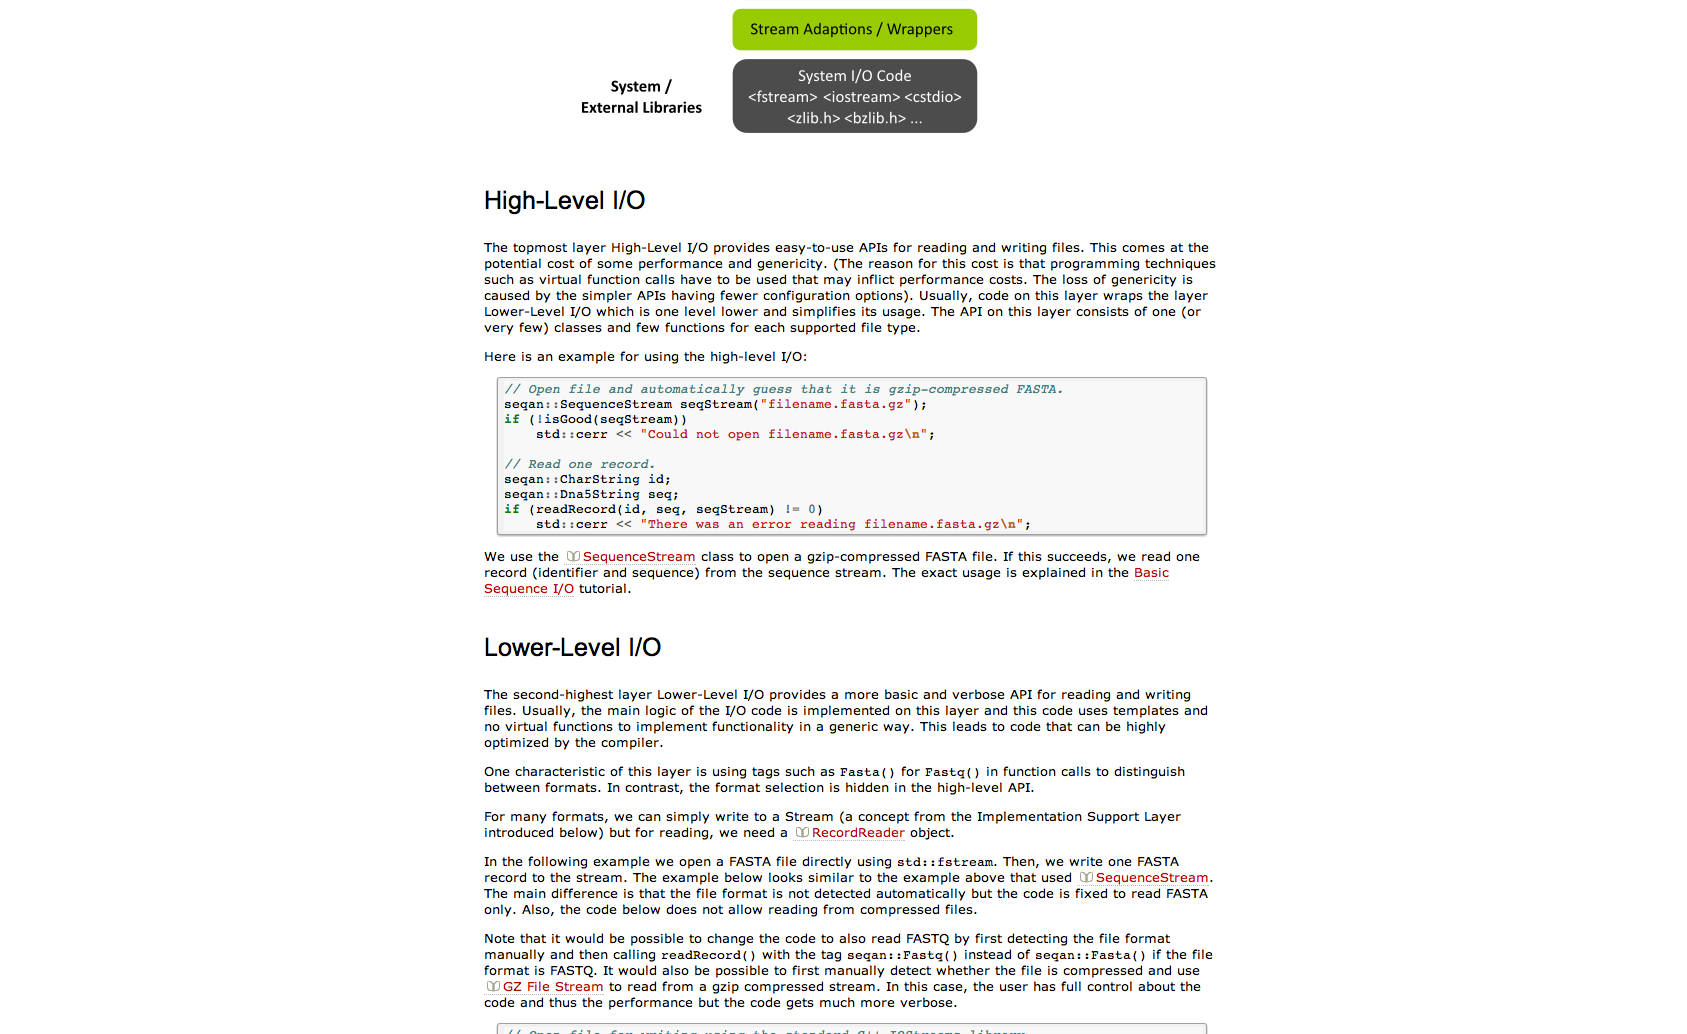 Stream Adaptions / Wrappers
System /
External Libraries
System I/O Code
<fstream> <iostream> <cstdio>
<zlib.h> <bzlib.h> ...
High-Level I/O
The topmost layer High-Level I/O provides easy-to-use APIs for reading and writing files. This comes at the
potential cost of some performance and genericity. (The reason for this cost is that programming techniques
such as virtual function calls have to be used that may inflict performance costs. The loss of genericity is
caused by the simpler APIs having fewer configuration options). Usually, code on this layer wraps the layer
Lower-Level I/O which is one level lower and simplifies its usage. The API on this layer consists of one (or
very few) classes and few functions for each supported file type.
Here is an example for using the high-level I/O:
// Open file and automatically guess that it is gzip-compressed FASTA.
seqan::SequenceStream seqStream("filename.fasta.gz");
if (!isGood(seqStream))
    std::cerr << "Could not open filename.fasta.gz\n";
// Read one record.
seqan::CharString id;
seqan::Dna5String seq;
if (readRecord(id, seq, seqStream) != 0)
    std::cerr << "There was an error reading filename.fasta.gz\n";
We use the SequenceStream class to open a gzip-compressed FASTA file. If this succeeds, we read one
record (identifier and sequence) from the sequence stream. The exact usage is explained in the Basic
Sequence I/O tutorial.
Lower-Level I/O
The second-highest layer Lower-Level I/O provides a more basic and verbose API for reading and writing
files. Usually, the main logic of the I/O code is implemented on this layer and this code uses templates and
no virtual functions to implement functionality in a generic way. This leads to code that can be highly
optimized by the compiler.
One characteristic of this layer is using tags such as Fasta() for Fastq() in function calls to distinguish
between formats. In contrast, the format selection is hidden in the high-level API.
For many formats, we can simply write to a Stream (a concept from the Implementation Support Layer
introduced below) but for reading, we need a RecordReader object.
In the following example we open a FASTA file directly using std::fstream. Then, we write one FASTA
record to the stream. The example below looks similar to the example above that used SequenceStream.
The main difference is that the file format is not detected automatically but the code is fixed to read FASTA
only. Also, the code below does not allow reading from compressed files.
Note that it would be possible to change the code to also read FASTQ by first detecting the file format
manually and then calling readRecord() with the tag seqan::Fastq() instead of seqan::Fasta() if the file
format is FASTQ. It would also be possible to first manually detect whether the file is compressed and use
GZ File Stream to read from a gzip compressed stream. In this case, the user has full control about the
code and thus the performance but the code gets much more verbose.
// Open file for writing using the standard C++ IOStreams library.